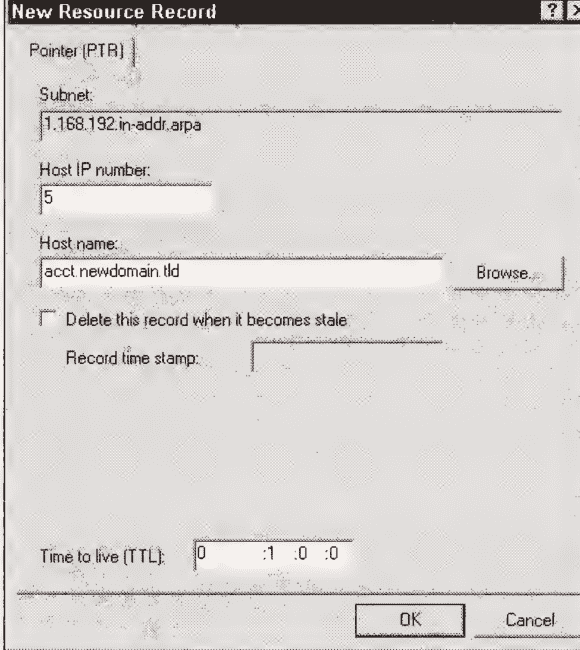 New Resource Record
Pointer (PTR)
Subnet:
1.168.192.in-addr.arpa
Host IP number:
5
Host name:
acct.newdomain.tld
Browse...
Delete this record when it becomes stale
Record time stamp:
Time to live (TTL):
0 :1 :0 :0
OK
Cancel